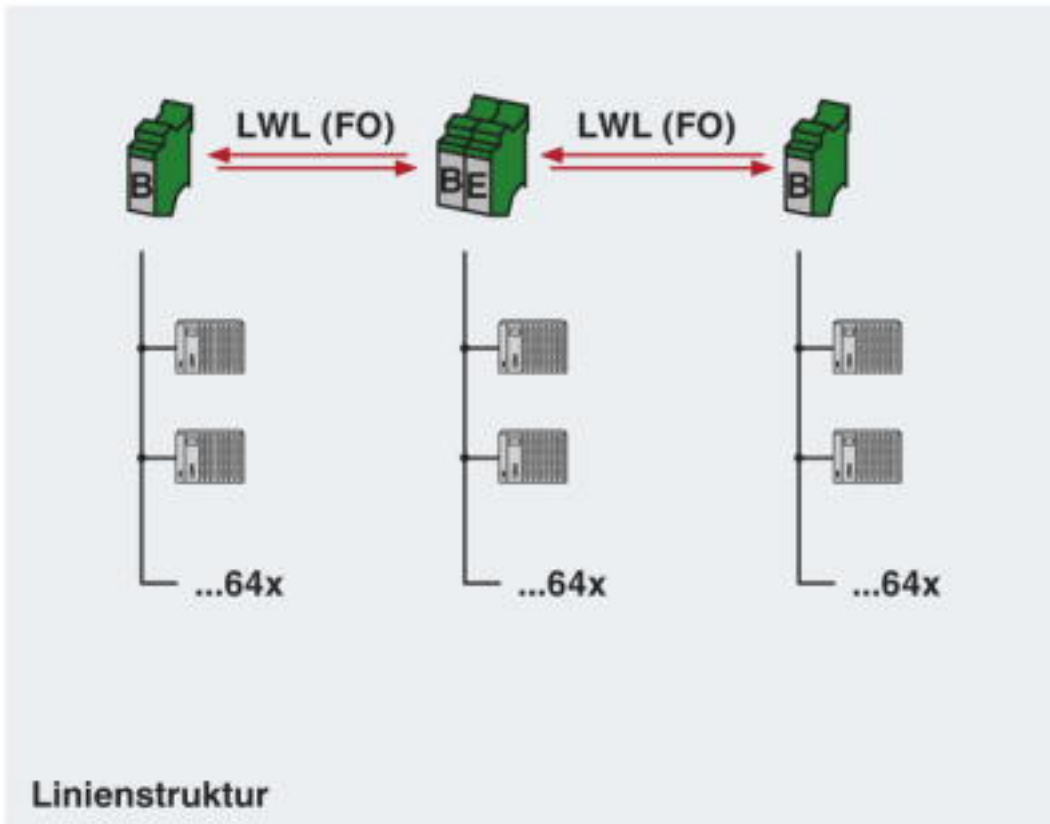 LWL (FO) LWL (FO)
B BE B
...64x ...64x ...64x
Linienstruktur